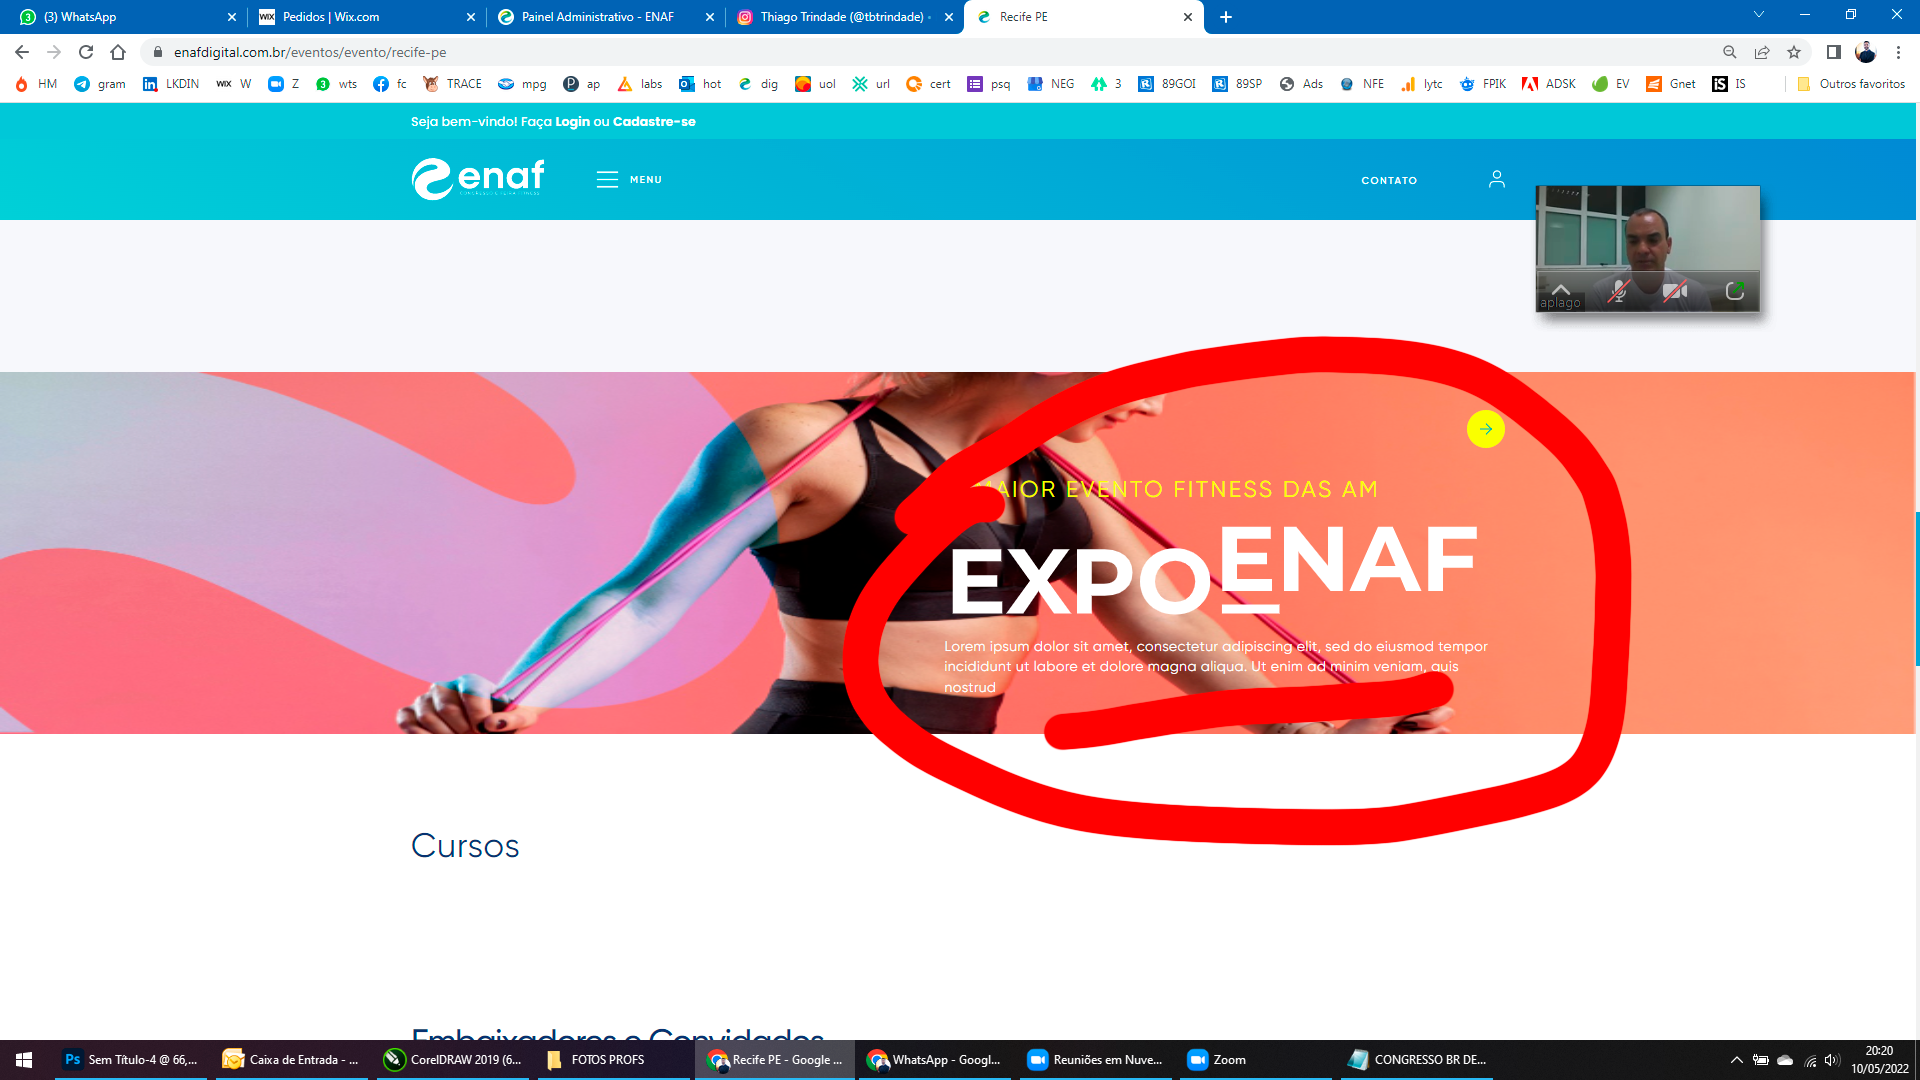 (3) WhatsApp
Pedidos | Wix.com
Painel Administrativo - ENAF
Thiago Trindade (@tbtrindade)
Recife PE
enafdigital.com.br/eventos/evento/recife-pe
HM gram LKDIN W Z wts fc TRACE mpg ap labs hot dig uol url cert psq NEG 3 89GOI 89SP Ads NFE lytc FPIK ADSK EV Gnet IS Outros favoritos
Seja bem-vindo! Faça Login ou Cadastre-se
enaf
MENU
CONTATO
aplago
MAIOR EVENTO FITNESS DAS AM
EXPOENAF
Lorem ipsum dolor sit amet, consectetur adipiscing elit, sed do eiusmod tempor
incididunt ut labore et dolore magna aliqua. Ut enim ad minim veniam, quis
nostrud
Cursos
Embaixadores e Convidados
Sem Título-4 @ 66,...
Caixa de Entrada - ...
CorelDRAW 2019 (6...
FOTOS PROFS
Recife PE - Google ...
WhatsApp - Googl...
Reuniões em Nuve...
Zoom
CONGRESSO BR DE...
20:20
10/05/2022